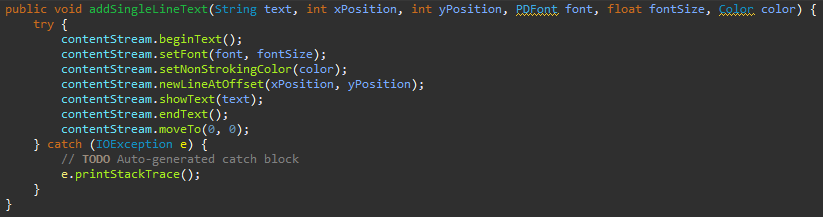 public void addSingleLineText(String text, int xPosition, int yPosition, PDFont font, float fontSize, Color color) {
    try {
        contentStream.beginText();
        contentStream.setFont(font, fontSize);
        contentStream.setNonStrokingColor(color);
        contentStream.newLineAtOffset(xPosition, yPosition);
        contentStream.showText(text);
        contentStream.endText();
        contentStream.moveTo(0, 0);
    } catch (IOException e) {
        // TODO Auto-generated catch block
        e.printStackTrace();
    }
}